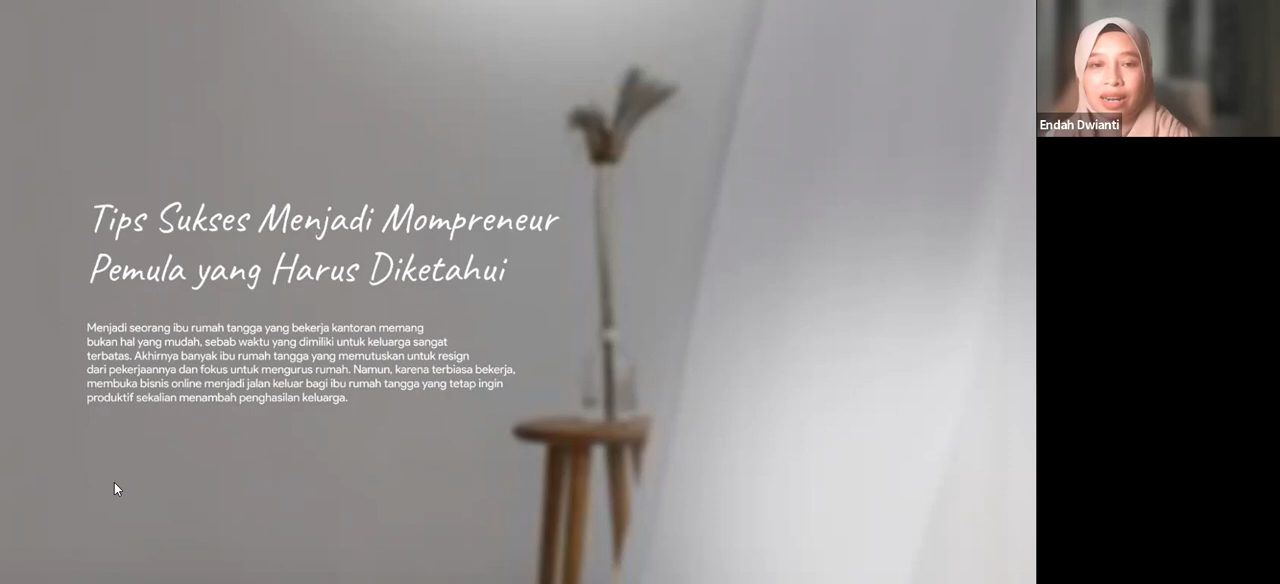 Tips Sukses Menjadi Mompreneur
Pemula yang Harus Diketahui
Menjadi seorang ibu rumah tangga yang bekerja kantoran memang
bukan hal yang mudah, sebab waktu yang dimiliki untuk keluarga sangat
terbatas. Akhirnya banyak ibu rumah tangga yang memutuskan untuk resign
dari pekerjaannya dan fokus untuk mengurus rumah. Namun, karena terbiasa bekerja,
membuka bisnis online menjadi jalan keluar bagi ibu rumah tangga yang tetap ingin
produktif sekalian menambah penghasilan keluarga.
Endah Dwianti